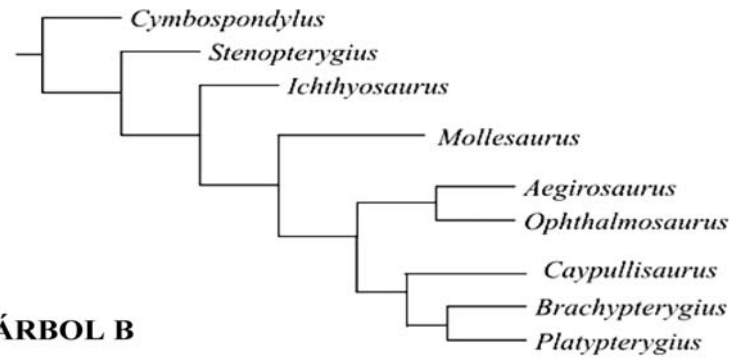 Cymbospondylus
Stenopterygius
Ichthyosaurus
Mollesaurus
Aegirosaurus
Ophthalmosaurus
Caypullisaurus
Brachypterygius
Platypterygius
ÁRBOL B